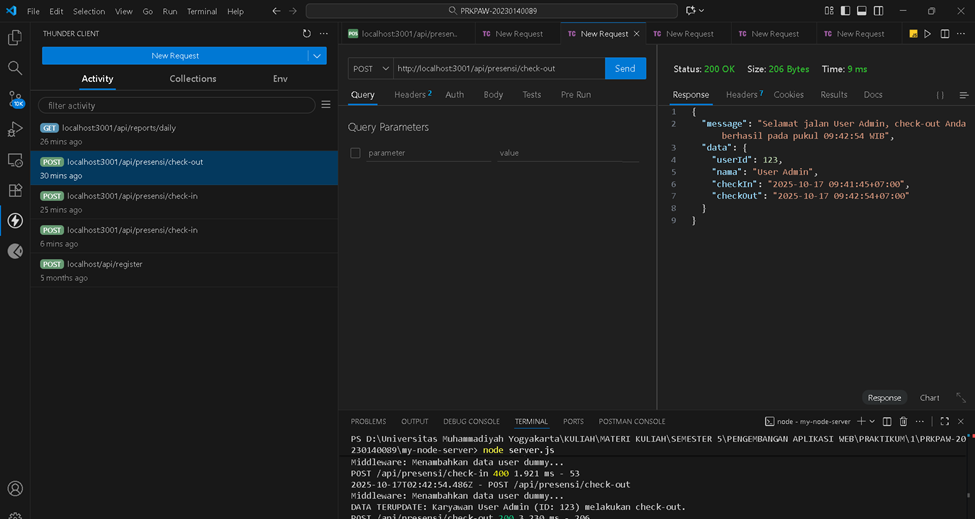 File Edit Selection View Go Run Terminal Help
PRKPAW-20230140089
THUNDER CLIENT
New Request
Activity Collections Env
filter activity
GET localhost:3001/api/reports/daily
26 mins ago
POST localhost:3001/api/presensi/check-out
30 mins ago
POST localhost:3001/api/presensi/check-in
25 mins ago
POST localhost:3001/api/presensi/check-in
6 mins ago
POST localhost/api/register
5 months ago
10K
POS localhost:3001/api/presen..
TC New Request
TC New Request
TC New Request
TC New Request
TC New Request
POST http://localhost:3001/api/presensi/check-out Send
Query Headers 2 Auth Body Tests Pre Run
Query Parameters
parameter value
Status: 200 OK Size: 206 Bytes Time: 9 ms
Response Headers 7 Cookies Results Docs { }
1 {
2 "message": "Selamat jalan User Admin, check-out Anda
berhasil pada pukul 09:42:54 WIB",
3 "data": {
4 "userId": 123,
5 "nama": "User Admin",
6 "checkIn": "2025-10-17 09:41:45+07:00",
7 "checkOut": "2025-10-17 09:42:54+07:00"
8 }
9 }
Response Chart
PROBLEMS OUTPUT DEBUG CONSOLE TERMINAL PORTS POSTMAN CONSOLE
node - my-node-server
PS D:\Universitas Muhammadiyah Yogyakarta\KULIAH\MATERI KULIAH\SEMESTER 5\PENGEMBANGAN APLIKASI WEB\PRAKTIKUM\1\PRKPAW-20
230140089\my-node-server> node server.js
Middleware: Menambahkan data user dummy...
POST /api/presensi/check-in 400 1.921 ms - 53
2025-10-17T02:42:54.486Z - POST /api/presensi/check-out
Middleware: Menambahkan data user dummy...
DATA TERUPDATE: Karyawan User Admin (ID: 123) melakukan check-out.
POST /api/presensi/check-out 200 3.230 ms - 206